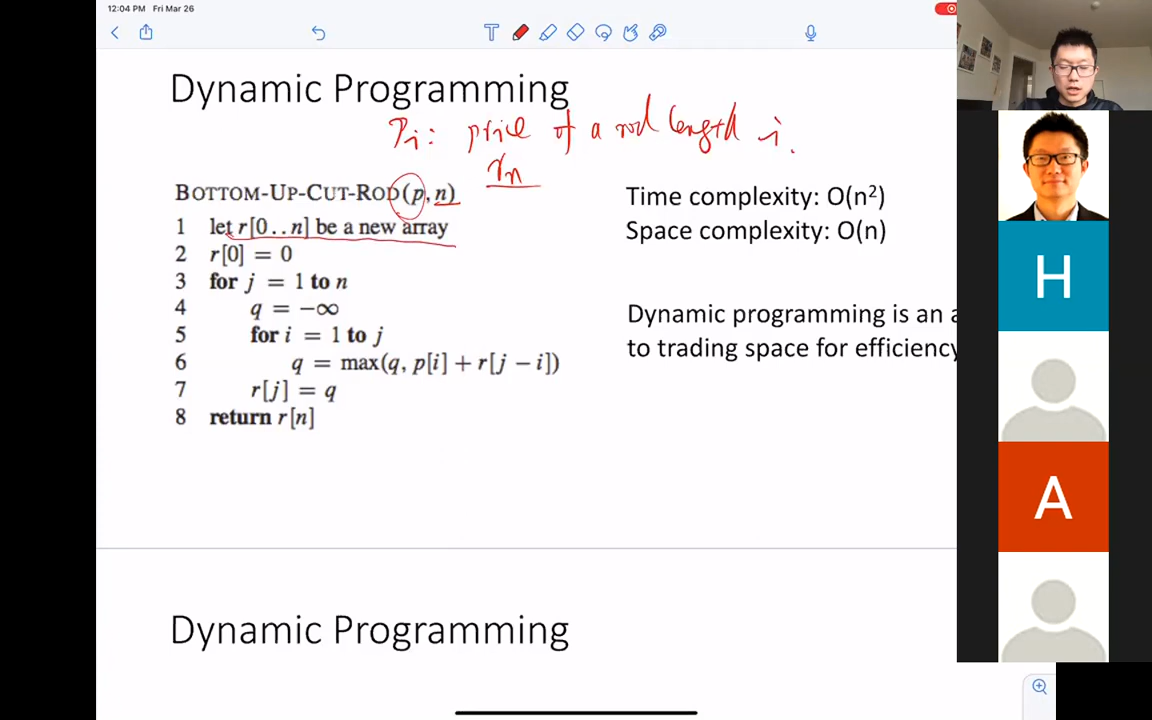 12:04 PM Fri Mar 26
T
Dynamic Programming
Pi: price of a rod length i.
rn
BOTTOM-UP-CUT-ROD(p, n)
1 let r[0..n] be a new array
2 r[0] = 0
3 for j = 1 to n
4 q = −∞
5 for i = 1 to j
6 q = max(q, p[i] + r[j − i])
7 r[j] = q
8 return r[n]
Time complexity: O(n²)
Space complexity: O(n)
Dynamic programming is an a
to trading space for efficiency
Dynamic Programming
H
A